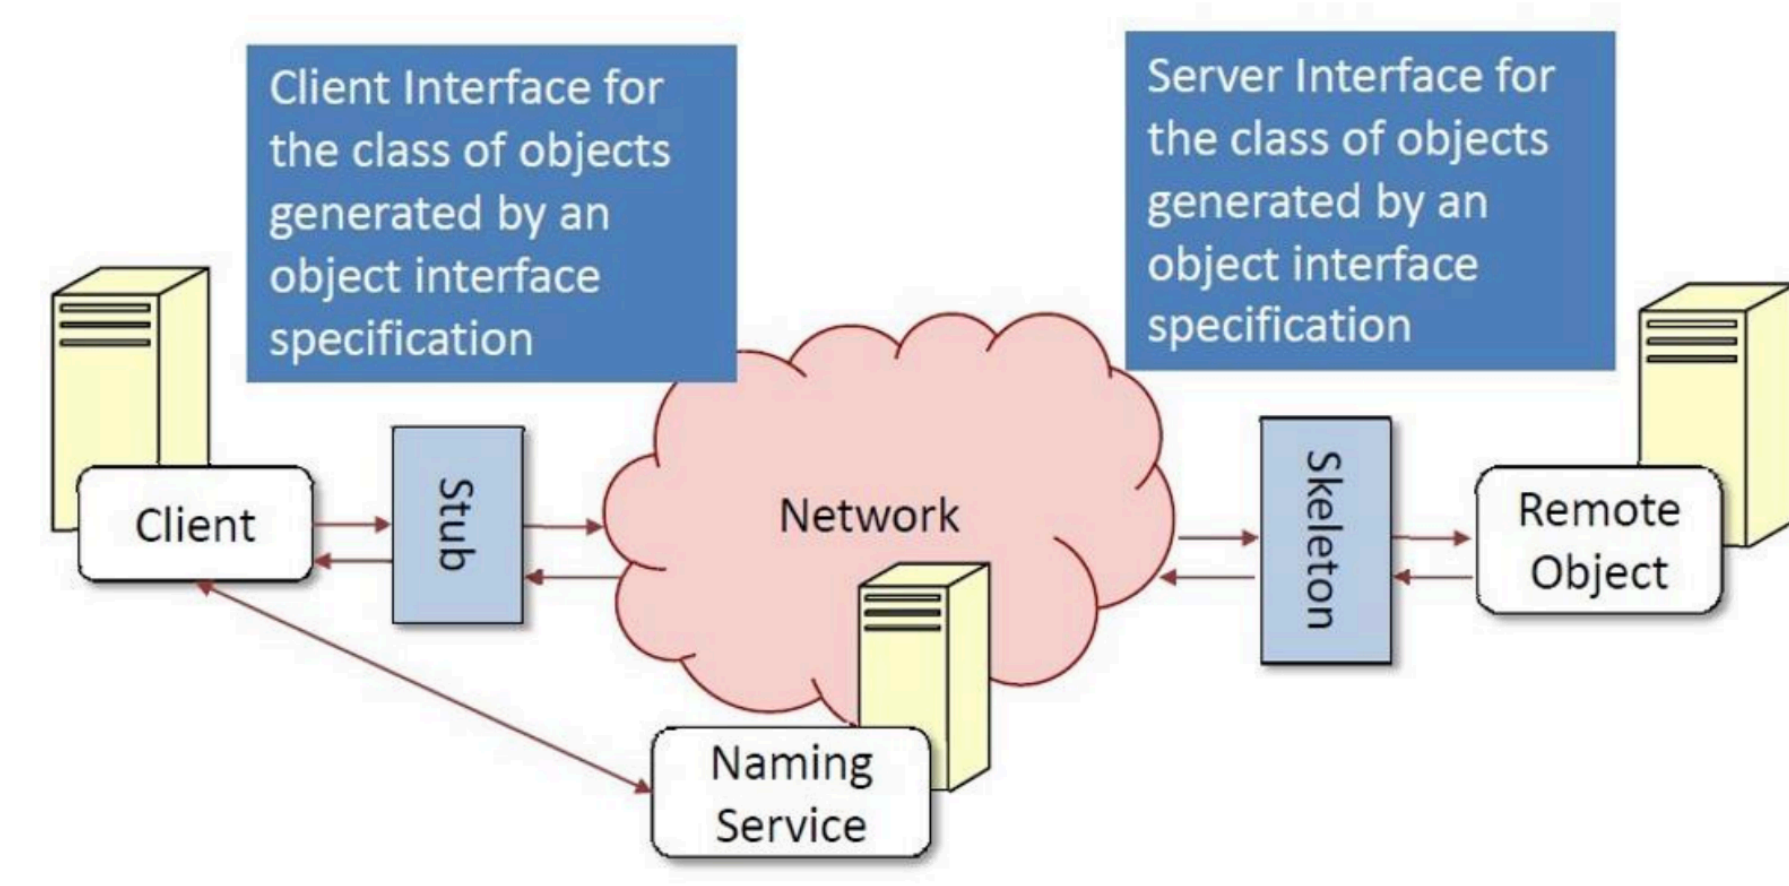 Client Interface for
the class of objects
generated by an
object interface
specification
Server Interface for
the class of objects
generated by an
object interface
specification
Client
Stub
Network
Skeleton
Remote
Object
Naming
Service